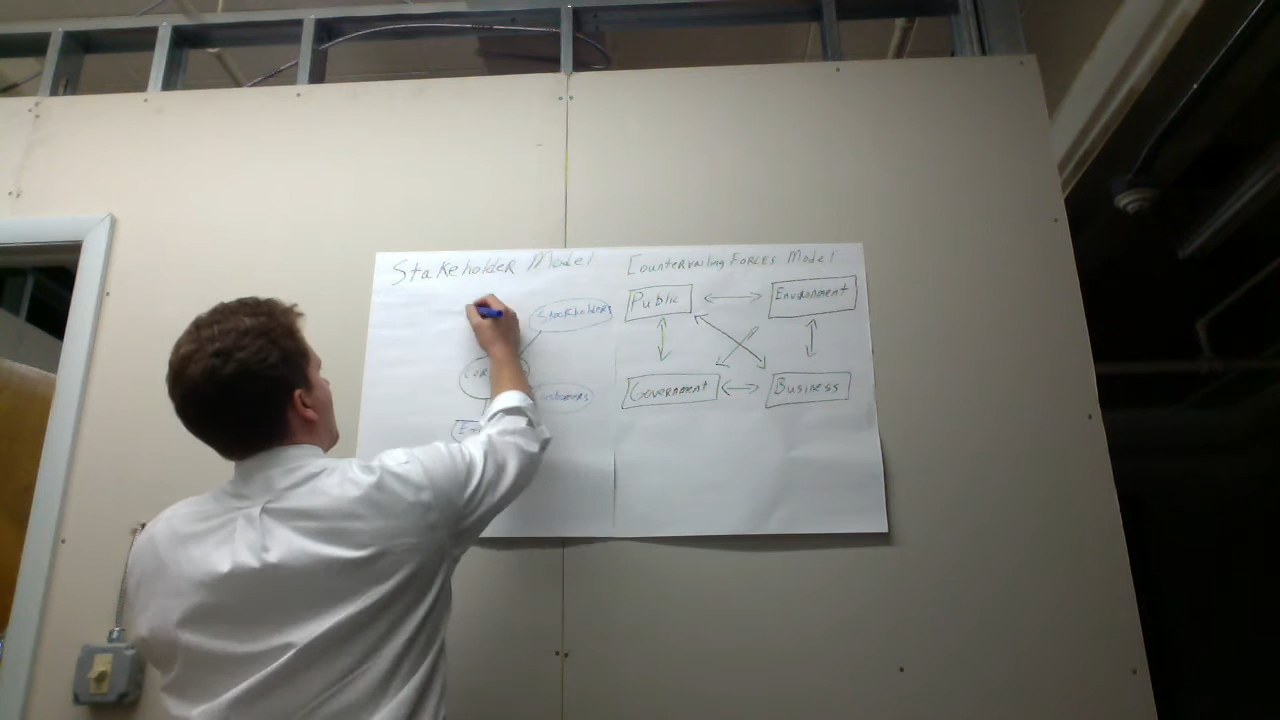 Stakeholder Model
Stockholders
Countervailing Forces Model
Public
Environment
Government
Business